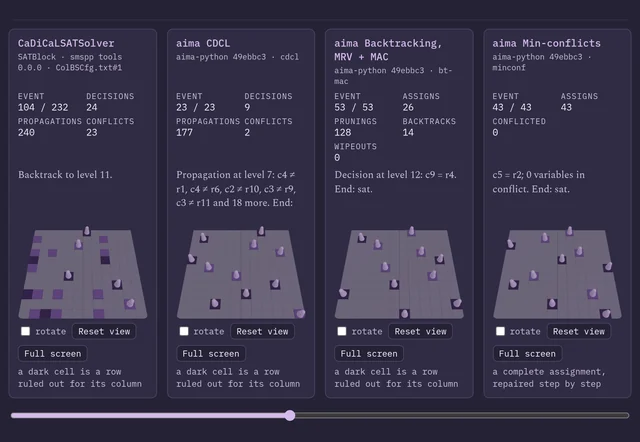 CaDiCaLSATSolver
SATBlock · smspp tools
0.0.0 · ColBSCfg.txt#1
EVENT DECISIONS
104 / 232 24
PROPAGATIONS CONFLICTS
240 23
Backtrack to level 11.
rotate Reset view
Full screen
a dark cell is a row
ruled out for its column
aima CDCL
aima-python 49ebbc3 · cdcl
EVENT DECISIONS
23 / 23 9
PROPAGATIONS CONFLICTS
177 2
Propagation at level 7: c4 ≠
r1, c4 ≠ r6, c2 ≠ r10, c3 ≠ r9,
c3 ≠ r11 and 18 more. End:
rotate Reset view
Full screen
a dark cell is a row
ruled out for its column
aima Backtracking,
MRV + MAC
aima-python 49ebbc3 · bt-
mac
EVENT ASSIGNS
53 / 53 26
PRUNINGS BACKTRACKS
128 14
WIPEOUTS
0
Decision at level 12: c9 = r4.
End: sat.
rotate Reset view
Full screen
a dark cell is a row
ruled out for its column
aima Min-conflicts
aima-python 49ebbc3 ·
minconf
EVENT ASSIGNS
43 / 43 43
CONFLICTED
0
c5 = r2; 0 variables in
conflict. End: sat.
rotate Reset view
Full screen
a complete assignment,
repaired step by step